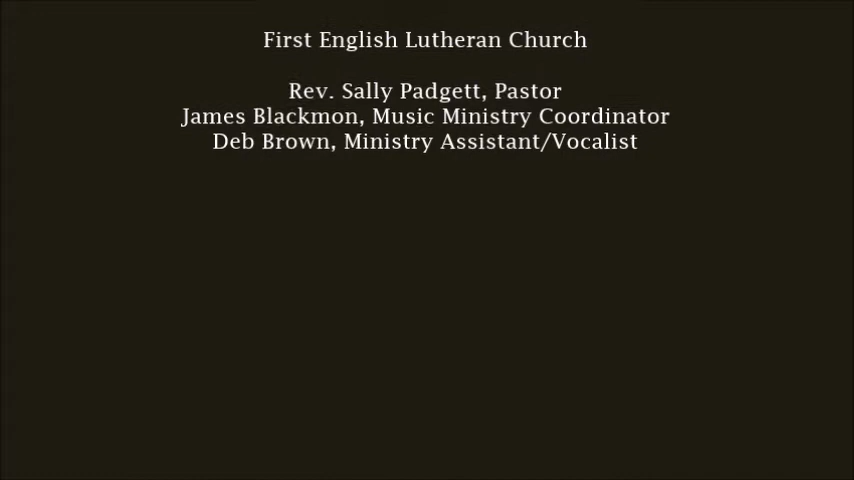 First English Lutheran Church
Rev. Sally Padgett, Pastor
James Blackmon, Music Ministry Coordinator
Deb Brown, Ministry Assistant/Vocalist